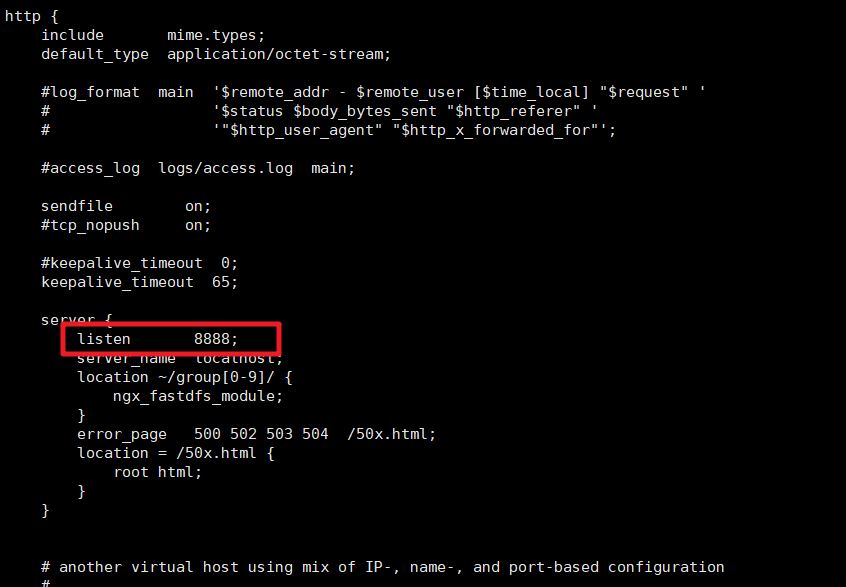 http {
    include       mime.types;
    default_type  application/octet-stream;
    #log_format  main  '$remote_addr - $remote_user [$time_local] "$request" '
    #                  '$status $body_bytes_sent "$http_referer" '
    #                  '"$http_user_agent" "$http_x_forwarded_for"';
    #access_log  logs/access.log  main;
    sendfile        on;
    #tcp_nopush     on;
    #keepalive_timeout  0;
    keepalive_timeout  65;
    server {
        listen       8888;
        server_name  localhost;
        location ~/group[0-9]/ {
            ngx_fastdfs_module;
        }
        error_page   500 502 503 504  /50x.html;
        location = /50x.html {
            root html;
        }
    }
    # another virtual host using mix of IP-, name-, and port-based configuration
    #